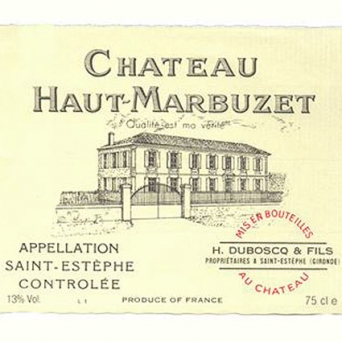 CHATEAU
HAUT-MARBUZET
"Qualité est ma vérité"
MIS EN BOUTEILLES
APPELLATION
SAINT-ESTÈPHE
CONTROLÉE
H. DUBOSCQ & FILS
PROPRIÉTAIRES A SAINT-ESTÈPHE (GIRONDE)
AU CHATEAU
13% Vol. L 1 PRODUCE OF FRANCE 75 cl e